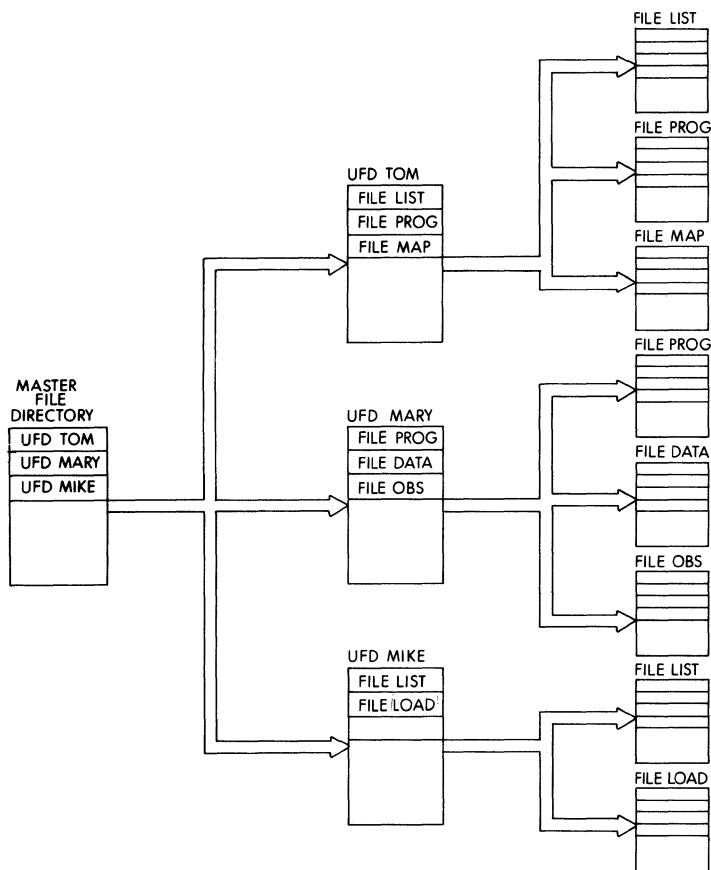 MASTER
FILE
DIRECTORY
UFD TOM
UFD MARY
UFD MIKE
UFD TOM
FILE LIST
FILE PROG
FILE MAP
UFD MARY
FILE PROG
FILE DATA
FILE OBS
UFD MIKE
FILE LIST
FILE LOAD
FILE LIST
FILE PROG
FILE MAP
FILE PROG
FILE DATA
FILE OBS
FILE LIST
FILE LOAD